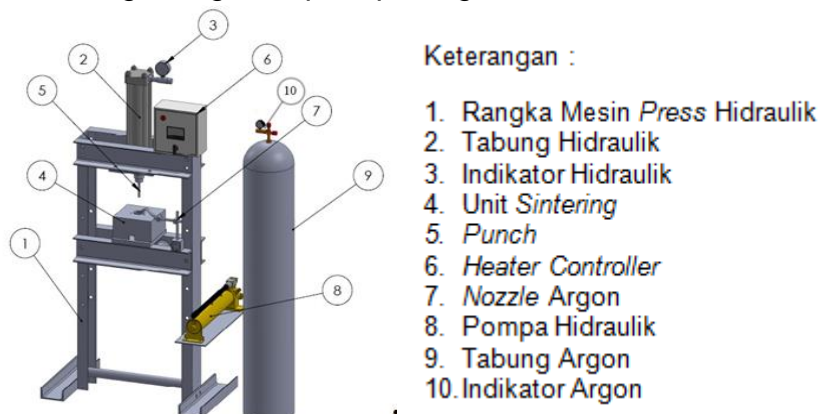 3
2
6
10
5
7
4
9
1
8
Keterangan :
1. Rangka Mesin Press Hidraulik
2. Tabung Hidraulik
3. Indikator Hidraulik
4. Unit Sintering
5. Punch
6. Heater Controller
7. Nozzle Argon
8. Pompa Hidraulik
9. Tabung Argon
10. Indikator Argon